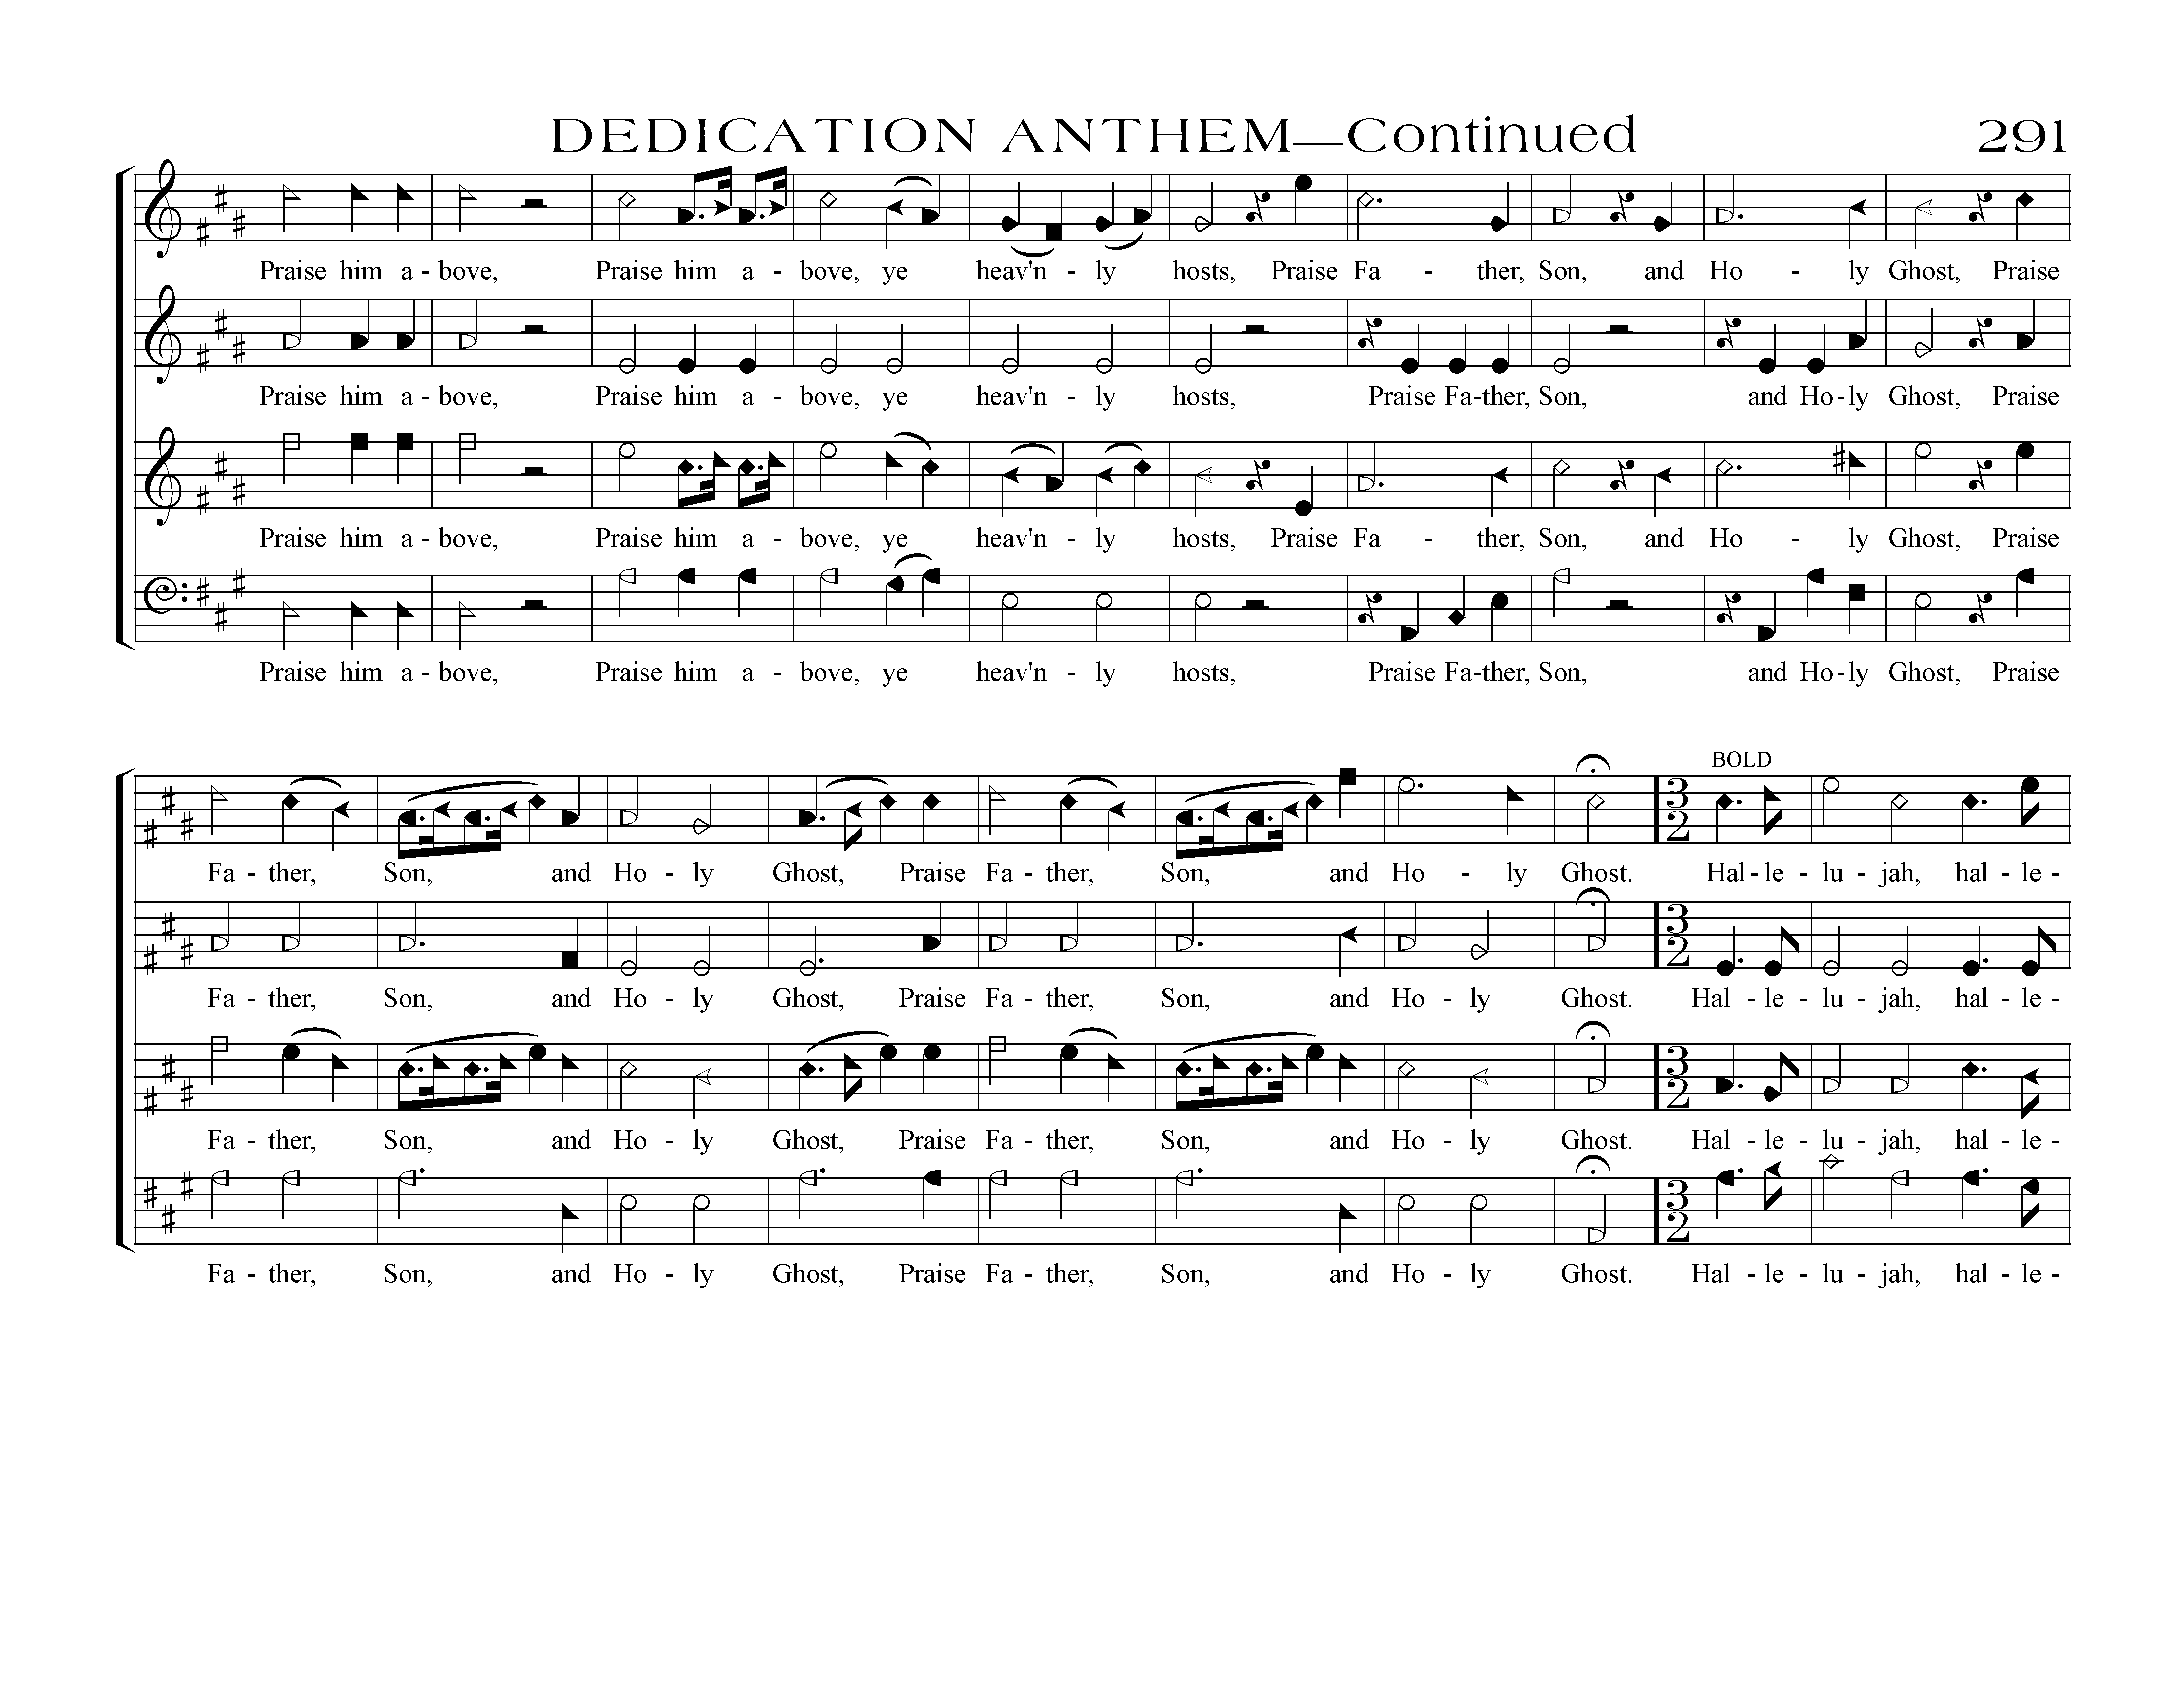 DEDICATION ANTHEM—Continued 291
Praise him a - bove, Praise him a - bove, ye heav'n - ly hosts, Praise Fa - ther, Son, and Ho - ly Ghost, Praise
Praise him a - bove, Praise him a - bove, ye heav'n - ly hosts, Praise Fa-ther, Son, and Ho-ly Ghost, Praise
Praise him a - bove, Praise him a - bove, ye heav'n - ly hosts, Praise Fa - ther, Son, and Ho - ly Ghost, Praise
Praise him a - bove, Praise him a - bove, ye heav'n - ly hosts, Praise Fa-ther, Son, and Ho-ly Ghost, Praise
BOLD
3
2
Fa - ther, Son, and Ho - ly Ghost, Praise Fa - ther, Son, and Ho - ly Ghost. Hal - le - lu - jah, hal - le -
3
2
Fa - ther, Son, and Ho - ly Ghost, Praise Fa - ther, Son, and Ho - ly Ghost. Hal - le - lu - jah, hal - le -
3
2
Fa - ther, Son, and Ho - ly Ghost, Praise Fa - ther, Son, and Ho - ly Ghost. Hal - le - lu - jah, hal - le -
3
2
Fa - ther, Son, and Ho - ly Ghost, Praise Fa - ther, Son, and Ho - ly Ghost. Hal - le - lu - jah, hal - le -